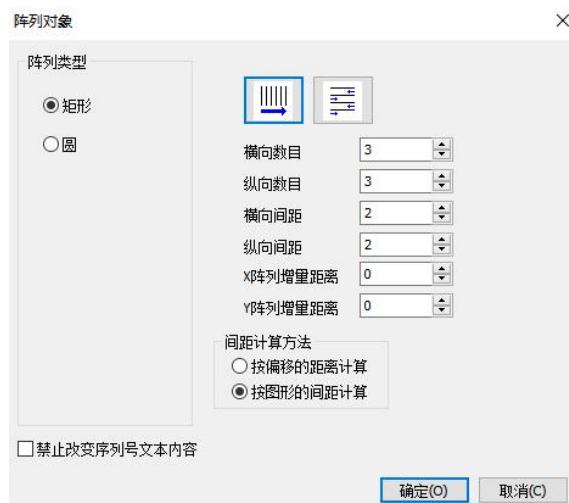 阵列对象
阵列类型
矩形
圆
横向数目 3
纵向数目 3
横向间距 2
纵向间距 2
X阵列增量距离 0
Y阵列增量距离 0
间距计算方法
按偏移的距离计算
按图形的间距计算
禁止改变序列号文本内容
确定(O) 取消(C)